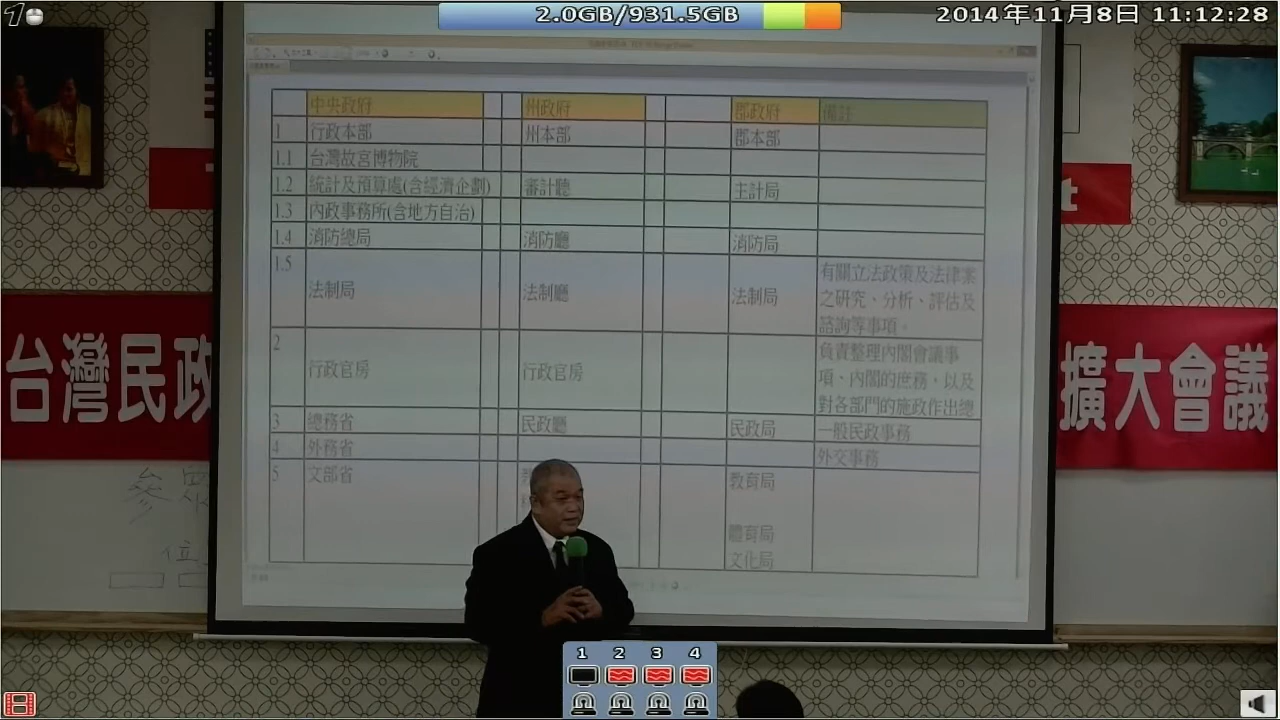 2.0GB/931.5GB
2014年11月8日 11:12:28
中央政府 州政府 郡政府 備註
1 行政本部 州本部 郡本部
1.1 台灣故宮博物院
1.2 統計及預算處(含經濟企劃) 審計聽 主計局
1.3 內政事務所(含地方自治)
1.4 消防總局 消防廳 消防局
1.5 法制局 法制廳 法制局 有關立法政策及法律案
之研究、分析、評估及
諮詢等事項。
2 行政官房 行政官房 負責整理內閣會議事
項、內閣的庶務，以及
對各部門的施政作出總
3 總務省 民政廳 民政局 一般民政事務
4 外務省 外交事務
5 文部省 教育局
體育局
文化局
t
台灣民政
擴大會議
參眾
位
1 2 3 4